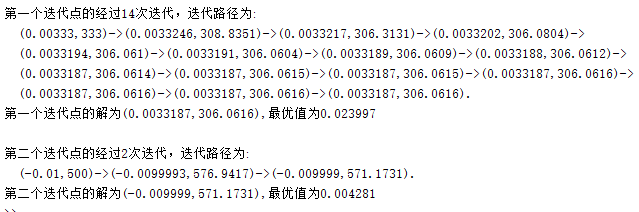 第一个迭代点的经过14次迭代，迭代路径为:
(0.00333,333)->(0.0033246,308.8351)->(0.0033217,306.3131)->(0.0033202,306.0804)->
(0.0033194,306.061)->(0.0033191,306.0604)->(0.0033189,306.0609)->(0.0033188,306.0612)->
(0.0033187,306.0614)->(0.0033187,306.0615)->(0.0033187,306.0615)->(0.0033187,306.0616)->
(0.0033187,306.0616)->(0.0033187,306.0616)->(0.0033187,306.0616).
第一个迭代点的解为(0.0033187,306.0616),最优值为0.023997
第二个迭代点的经过2次迭代，迭代路径为:
(-0.01,500)->(-0.0099993,576.9417)->(-0.009999,571.1731).
第二个迭代点的解为(-0.009999,571.1731),最优值为0.004281